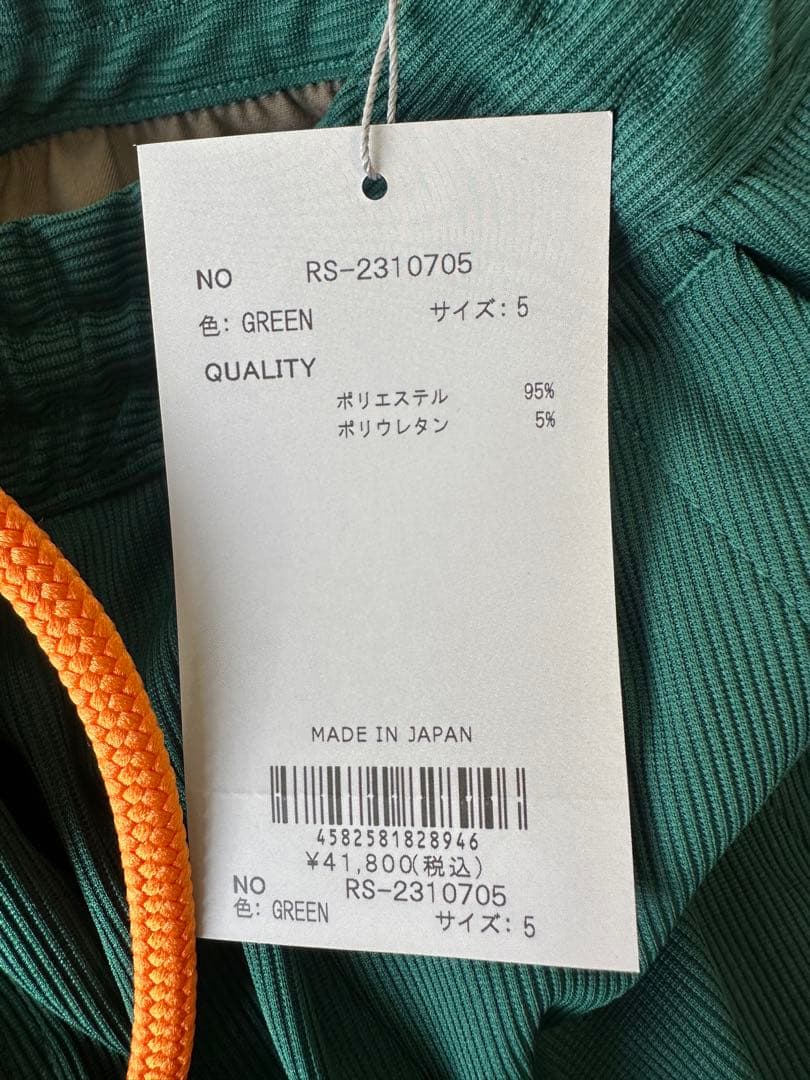 NO RS-2310705
色: GREEN サイズ: 5
QUALITY
ポリエステル 95%
ポリウレタン 5%
MADE IN JAPAN
4582581828946
¥41,800(税込)
NO RS-2310705
色: GREEN サイズ: 5